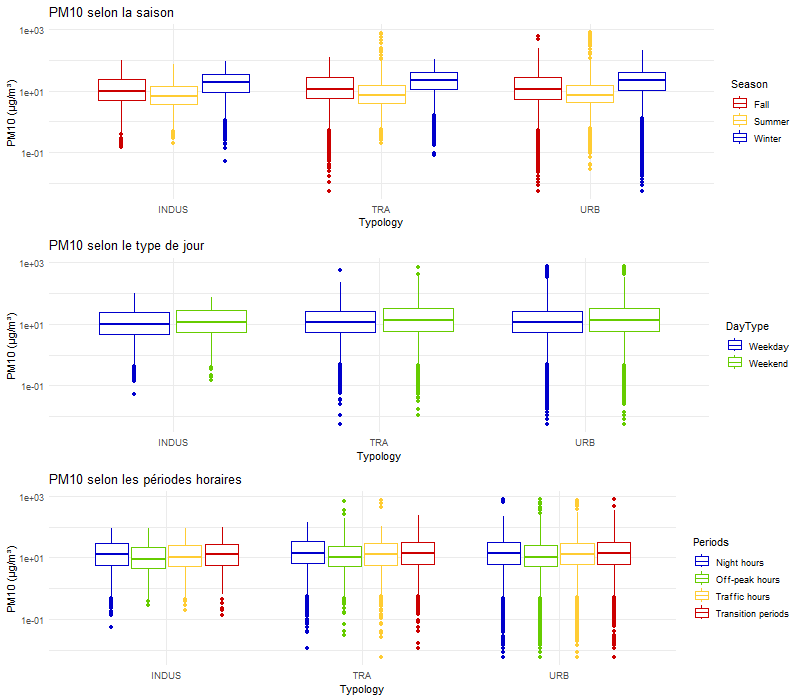 PM10 selon la saison
1e+03
1e+01
1e-01
PM10 (µg/m³)
INDUS
TRA
URB
Typology
Season
Fall
Summer
Winter
PM10 selon le type de jour
1e+03
1e+01
1e-01
PM10 (µg/m³)
INDUS
TRA
URB
Typology
DayType
Weekday
Weekend
PM10 selon les périodes horaires
1e+03
1e+01
1e-01
PM10 (µg/m³)
INDUS
TRA
URB
Typology
Periods
Night hours
Off-peak hours
Traffic hours
Transition periods